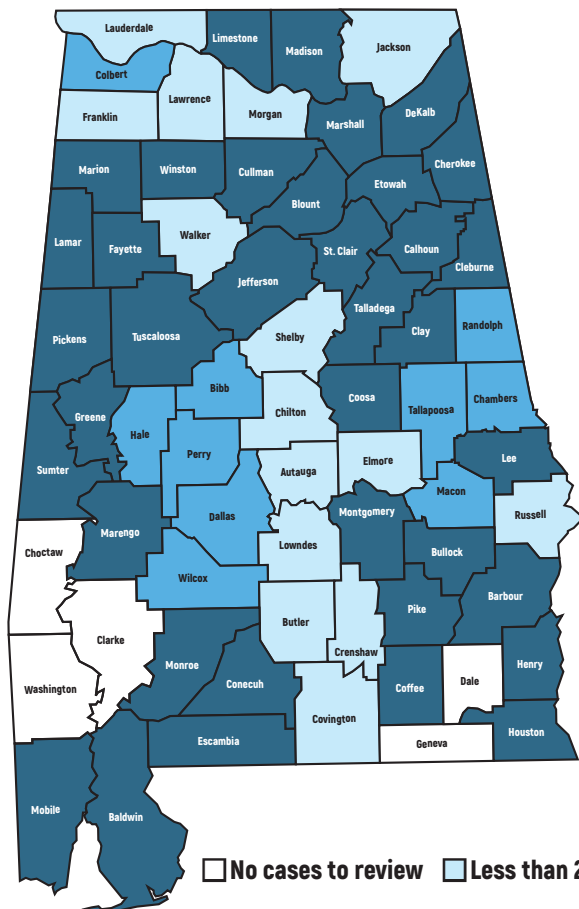 Lauderdale
Limestone
Madison
Jackson
Colbert
Lawrence
Franklin
Morgan
DeKalb
Marshall
Cherokee
Marion
Winston
Cullman
Etowah
Blount
Lamar
Fayette
Walker
St. Clair
Calhoun
Cleburne
Jefferson
Talladega
Pickens
Tuscaloosa
Shelby
Clay
Randolph
Bibb
Coosa
Tallapoosa
Chambers
Greene
Chilton
Hale
Perry
Lee
Sumter
Autauga
Elmore
Macon
Dallas
Montgomery
Russell
Marengo
Choctaw
Lowndes
Bullock
Wilcox
Barbour
Pike
Clarke
Butler
Crenshaw
Monroe
Henry
Washington
Conecuh
Coffee
Dale
Covington
Houston
Escambia
Geneva
Mobile
Baldwin
No cases to review Less than 2